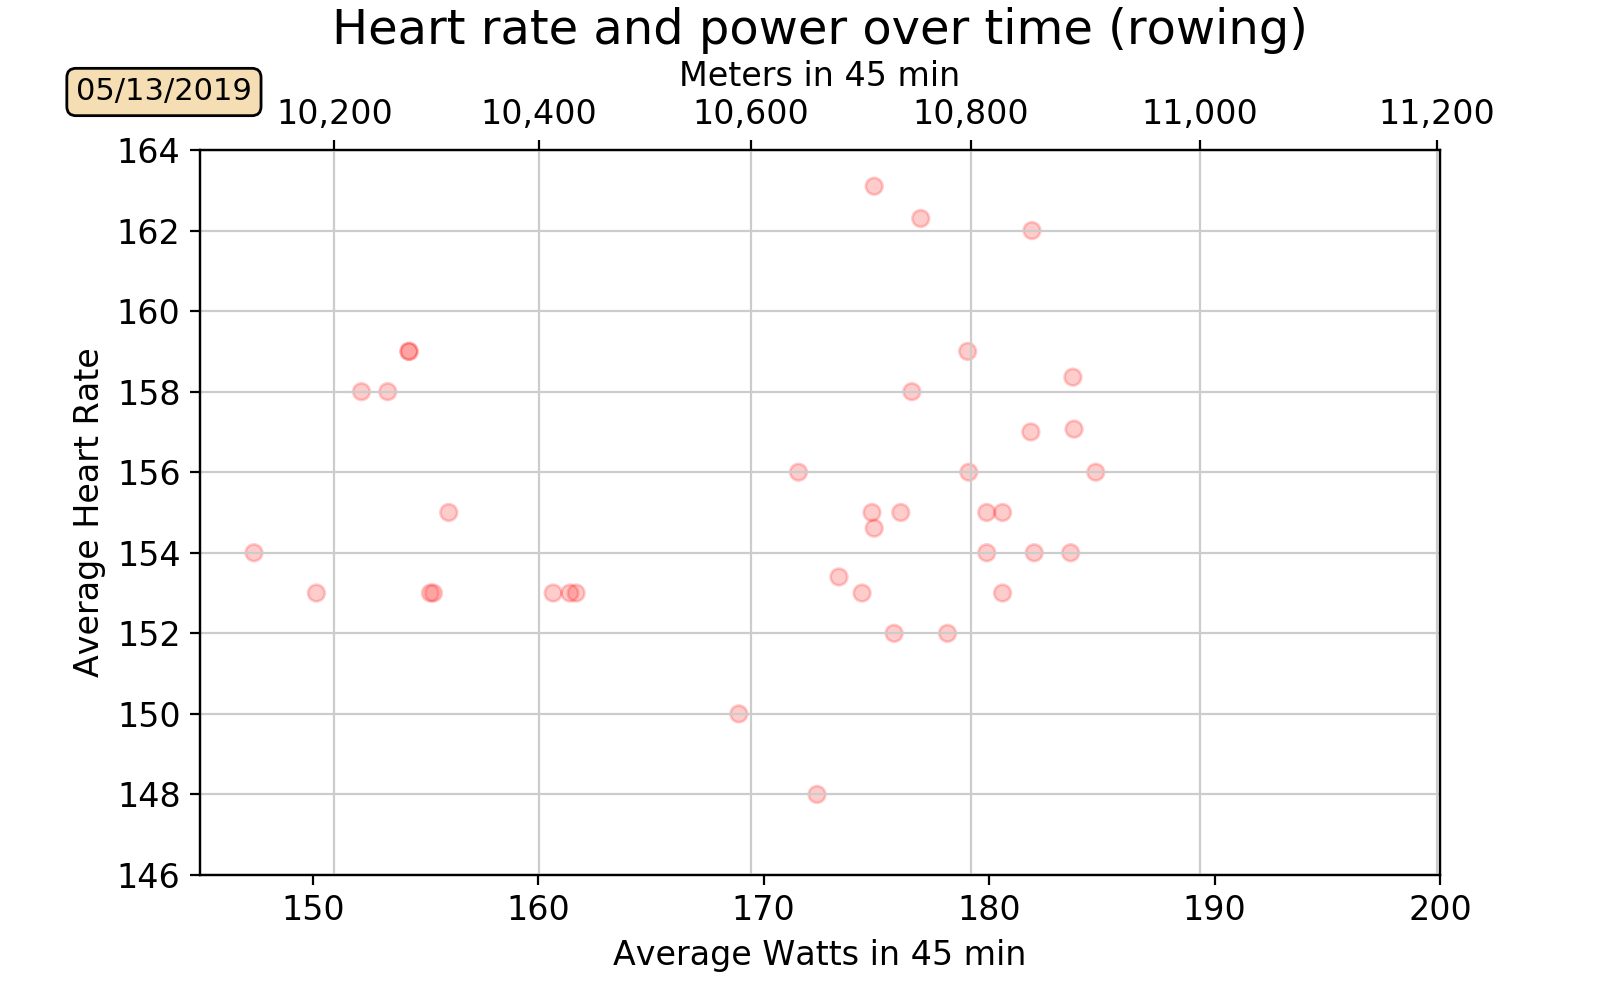 Heart rate and power over time (rowing)
Meters in 45 min
05/13/2019
10,200 10,400 10,600 10,800 11,000 11,200
164
162
160
158
156
154
152
150
148
146
Average Heart Rate
150 160 170 180 190 200
Average Watts in 45 min